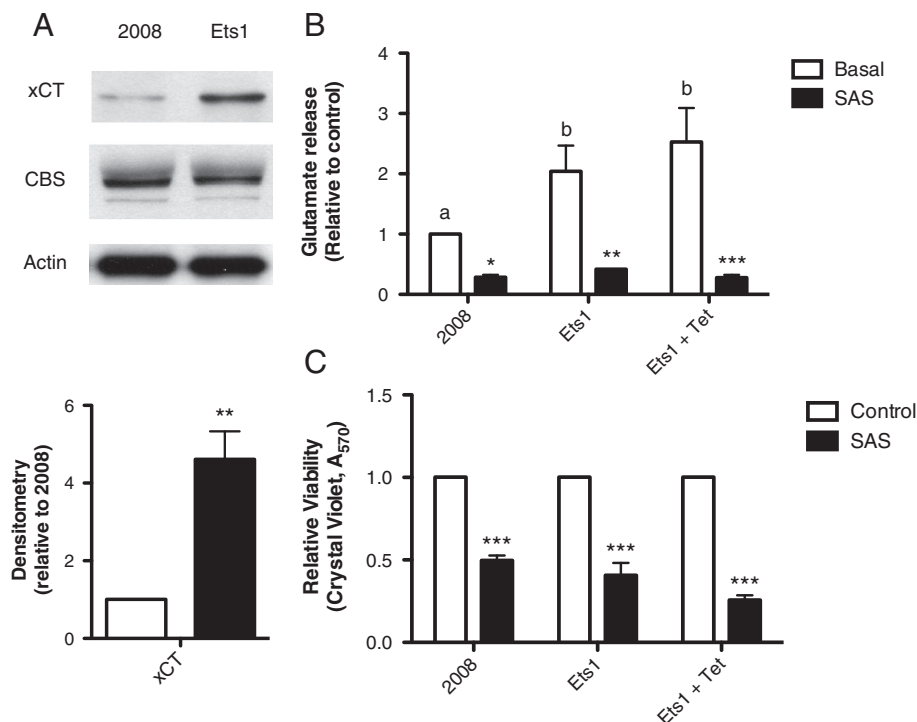 A
2008 Ets1
xCT
CBS
Actin
Densitometry
(relative to 2008)
6
4
2
0
**
xCT
B
Glutamate release
(Relative to control)
4
3
2
1
0
a
*
b
**
b
***
2008
Ets1
Ets1 + Tet
Basal
SAS
C
Relative Viability
(Crystal Violet, A570)
1.5
1.0
0.5
0.0
***
***
***
2008
Ets1
Ets1 + Tet
Control
SAS